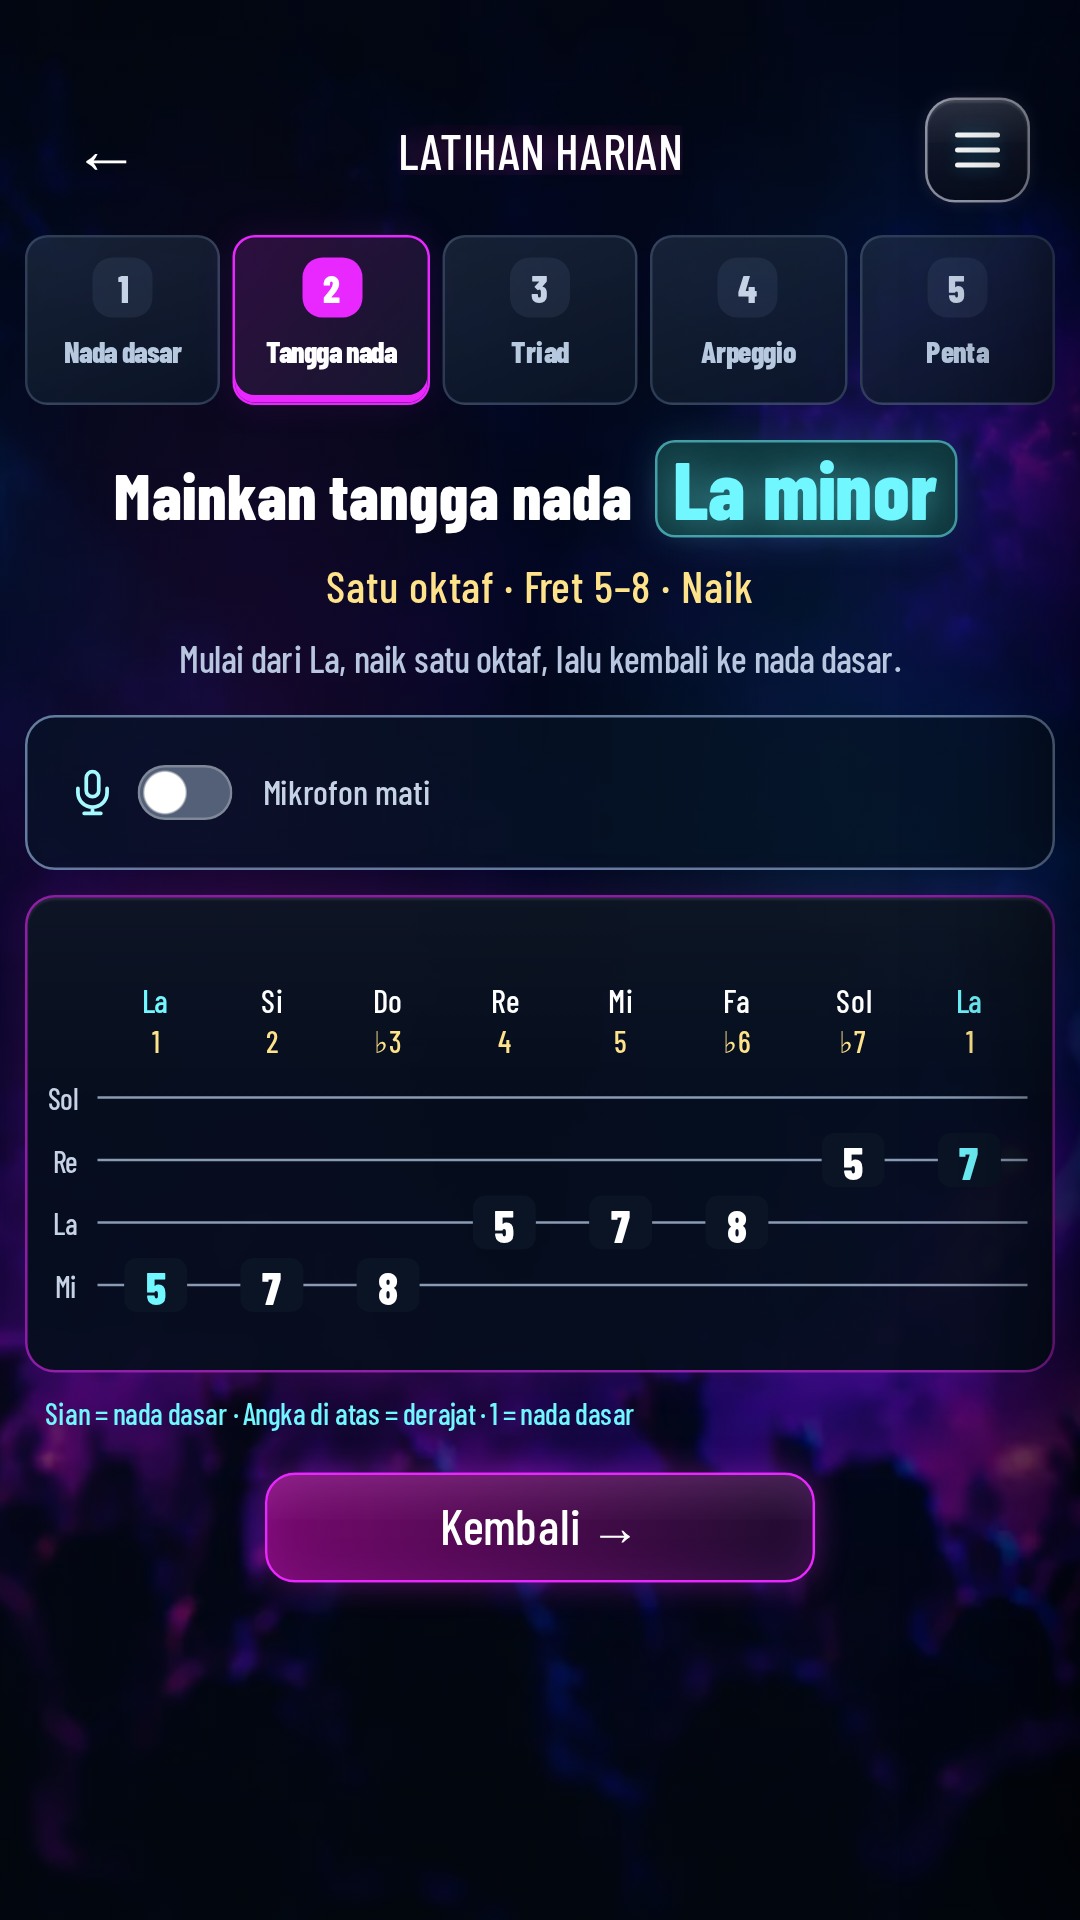 ← LATIHAN HARIAN
1 2 3 4 5
Nada dasar Tangga nada Triad Arpeggio Penta
Mainkan tangga nada La minor
Satu oktaf · Fret 5–8 · Naik
Mulai dari La, naik satu oktaf, lalu kembali ke nada dasar.
Mikrofon mati
La Si Do Re Mi Fa Sol La
1 2 ♭3 4 5 ♭6 ♭7 1
Sol
Re 5 7
La 5 7 8
Mi 5 7 8
Sian = nada dasar · Angka di atas = derajat · 1 = nada dasar
Kembali →